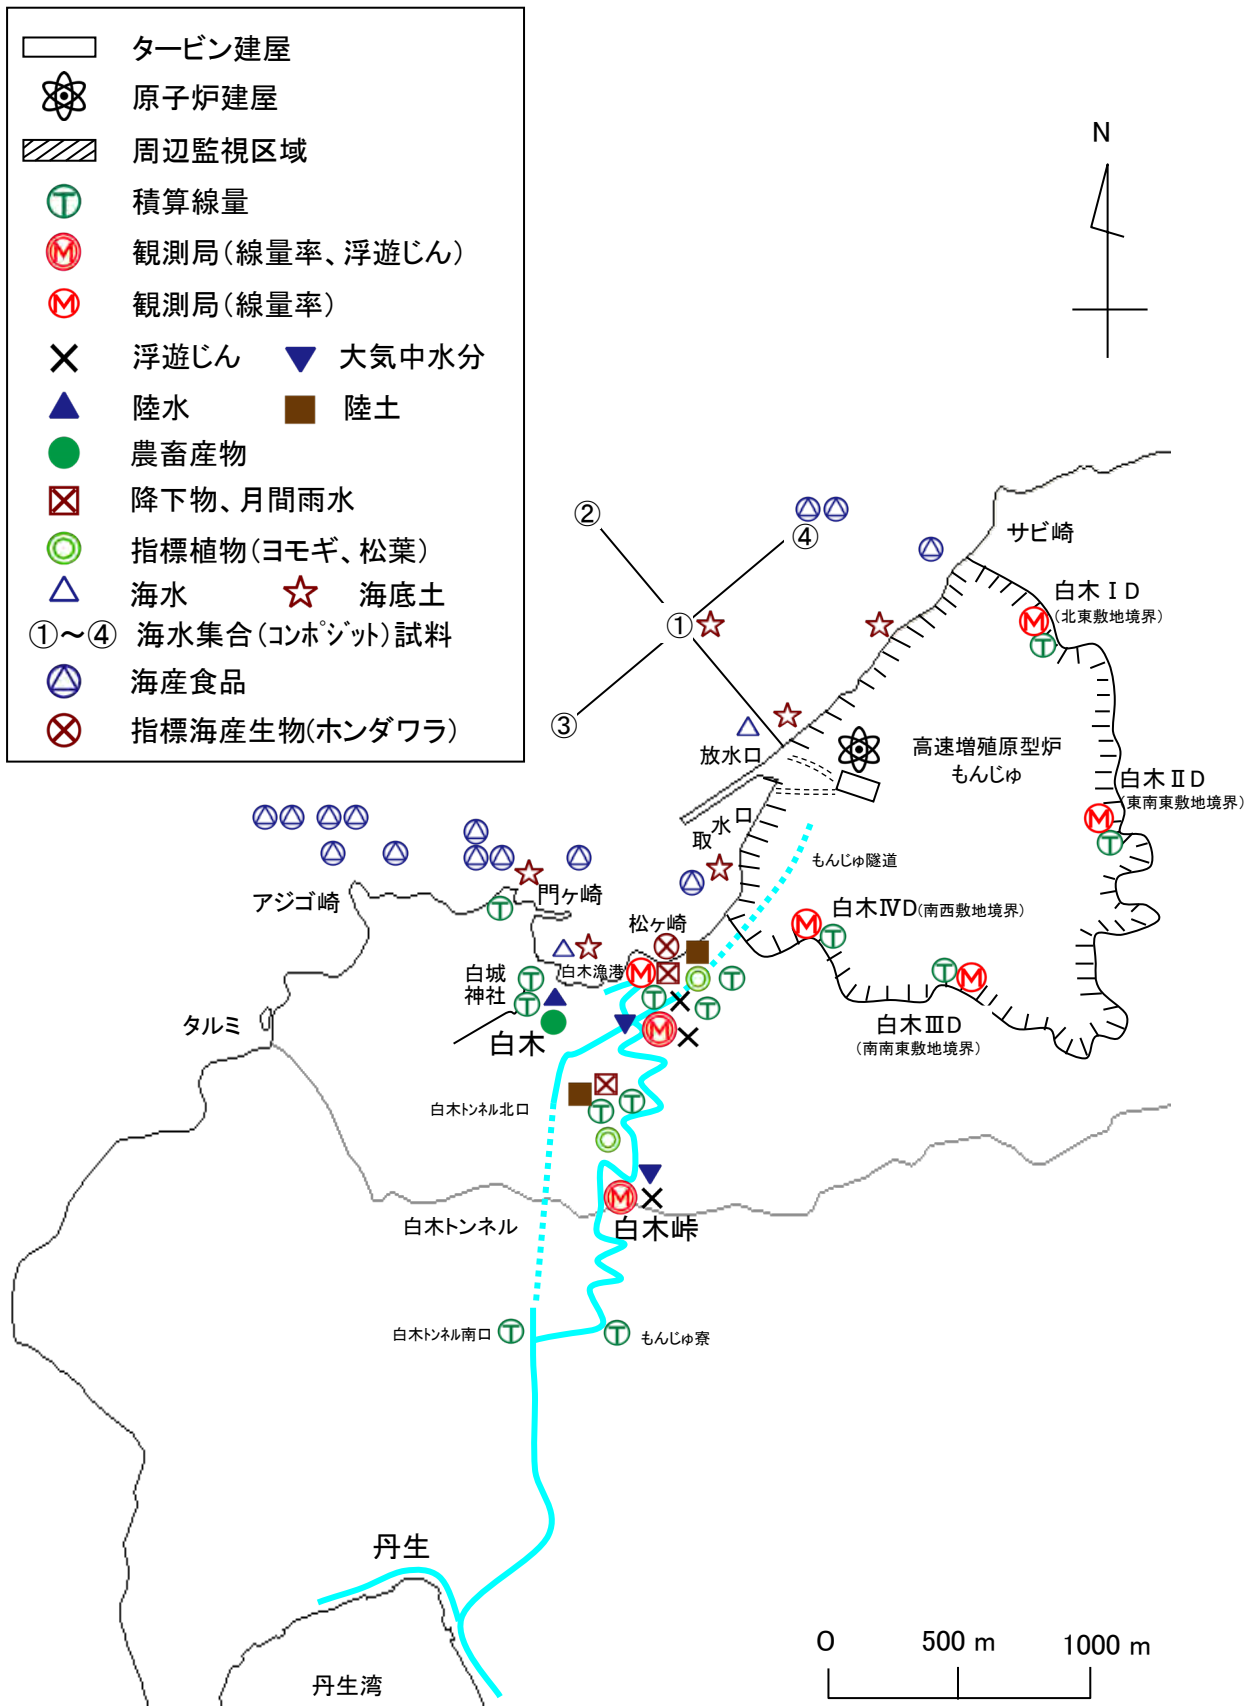 タービン建屋
原子炉建屋
周辺監視区域
T 積算線量
M 観測局(線量率、浮遊じん)
M 観測局(線量率)
浮遊じん 大気中水分
陸水 陸土
農畜産物
降下物、月間雨水
指標植物(ヨモギ、松葉)
海水 海底土
①~④ 海水集合(コンポジット)試料
海産食品
指標海産生物(ホンダワラ)
N
②
④
①
③
サビ崎
白木ⅠD
(北東敷地境界)
M
T
放水口
高速増殖原型炉
もんじゅ
白木ⅡD
(東南東敷地境界)
M
T
取水口
もんじゅ隧道
アジゴ崎
門ヶ崎
T
松ヶ崎
白木ⅣD(南西敷地境界)
M
T
白城
神社
T
T
白木漁港
M
T
T
T
M
T
M
タルミ
白木
白木ⅢD
(南南東敷地境界)
白木トンネル北口
T
T
M
白木トンネル
白木峠
白木トンネル南口
T
T
もんじゅ寮
丹生
丹生湾
0 500 m 1000 m